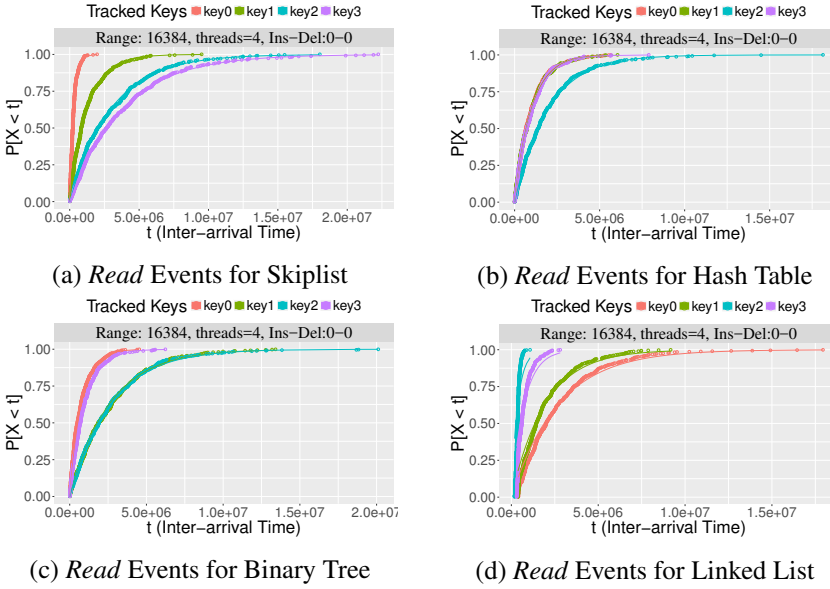 Tracked Keys key0 key1 key2 key3
Range: 16384, threads=4, Ins−Del:0−0
P[X < t]
1.00
0.75
0.50
0.25
0.00
0.0e+00 5.0e+06 1.0e+07 1.5e+07 2.0e+07
t (Inter−arrival Time)
(a) Read Events for Skiplist
Tracked Keys key0 key1 key2 key3
Range: 16384, threads=4, Ins−Del:0−0
P[X < t]
1.00
0.75
0.50
0.25
0.00
0.0e+00 5.0e+06 1.0e+07 1.5e+07
t (Inter−arrival Time)
(b) Read Events for Hash Table
Tracked Keys key0 key1 key2 key3
Range: 16384, threads=4, Ins−Del:0−0
P[X < t]
1.00
0.75
0.50
0.25
0.00
0.0e+00 5.0e+06 1.0e+07 1.5e+07 2.0e+07
t (Inter−arrival Time)
(c) Read Events for Binary Tree
Tracked Keys key0 key1 key2 key3
Range: 16384, threads=4, Ins−Del:0−0
P[X < t]
1.00
0.75
0.50
0.25
0.00
0.0e+00 5.0e+06 1.0e+07 1.5e+07
t (Inter−arrival Time)
(d) Read Events for Linked List